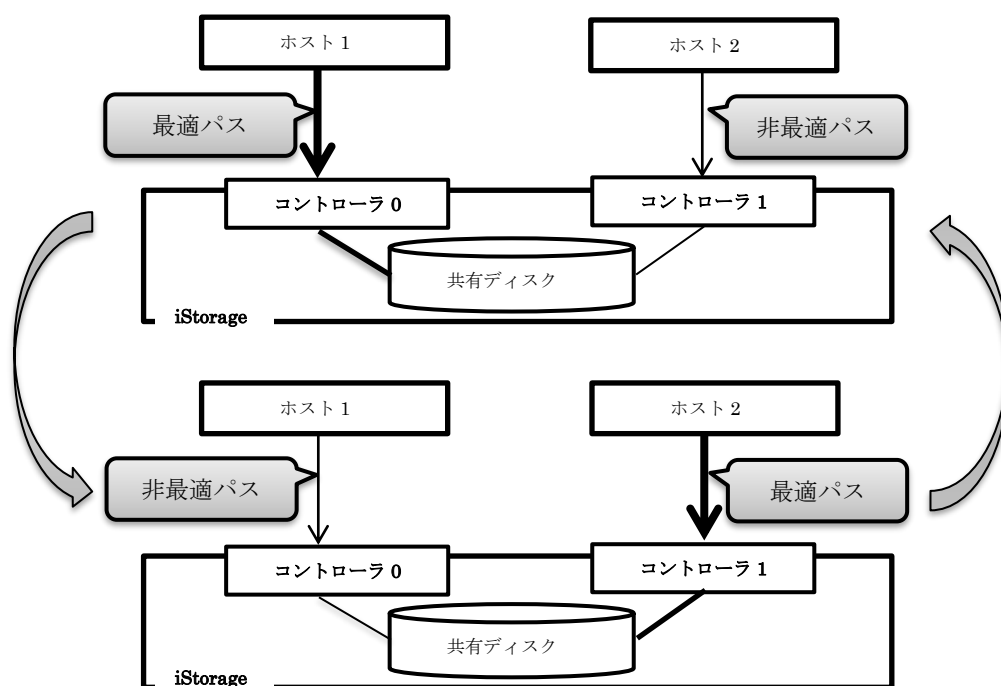 ホスト 1
ホスト 2
最適パス
非最適パス
コントローラ 0
コントローラ 1
共有ディスク
iStorage
ホスト 1
ホスト 2
非最適パス
最適パス
コントローラ 0
コントローラ 1
共有ディスク
iStorage